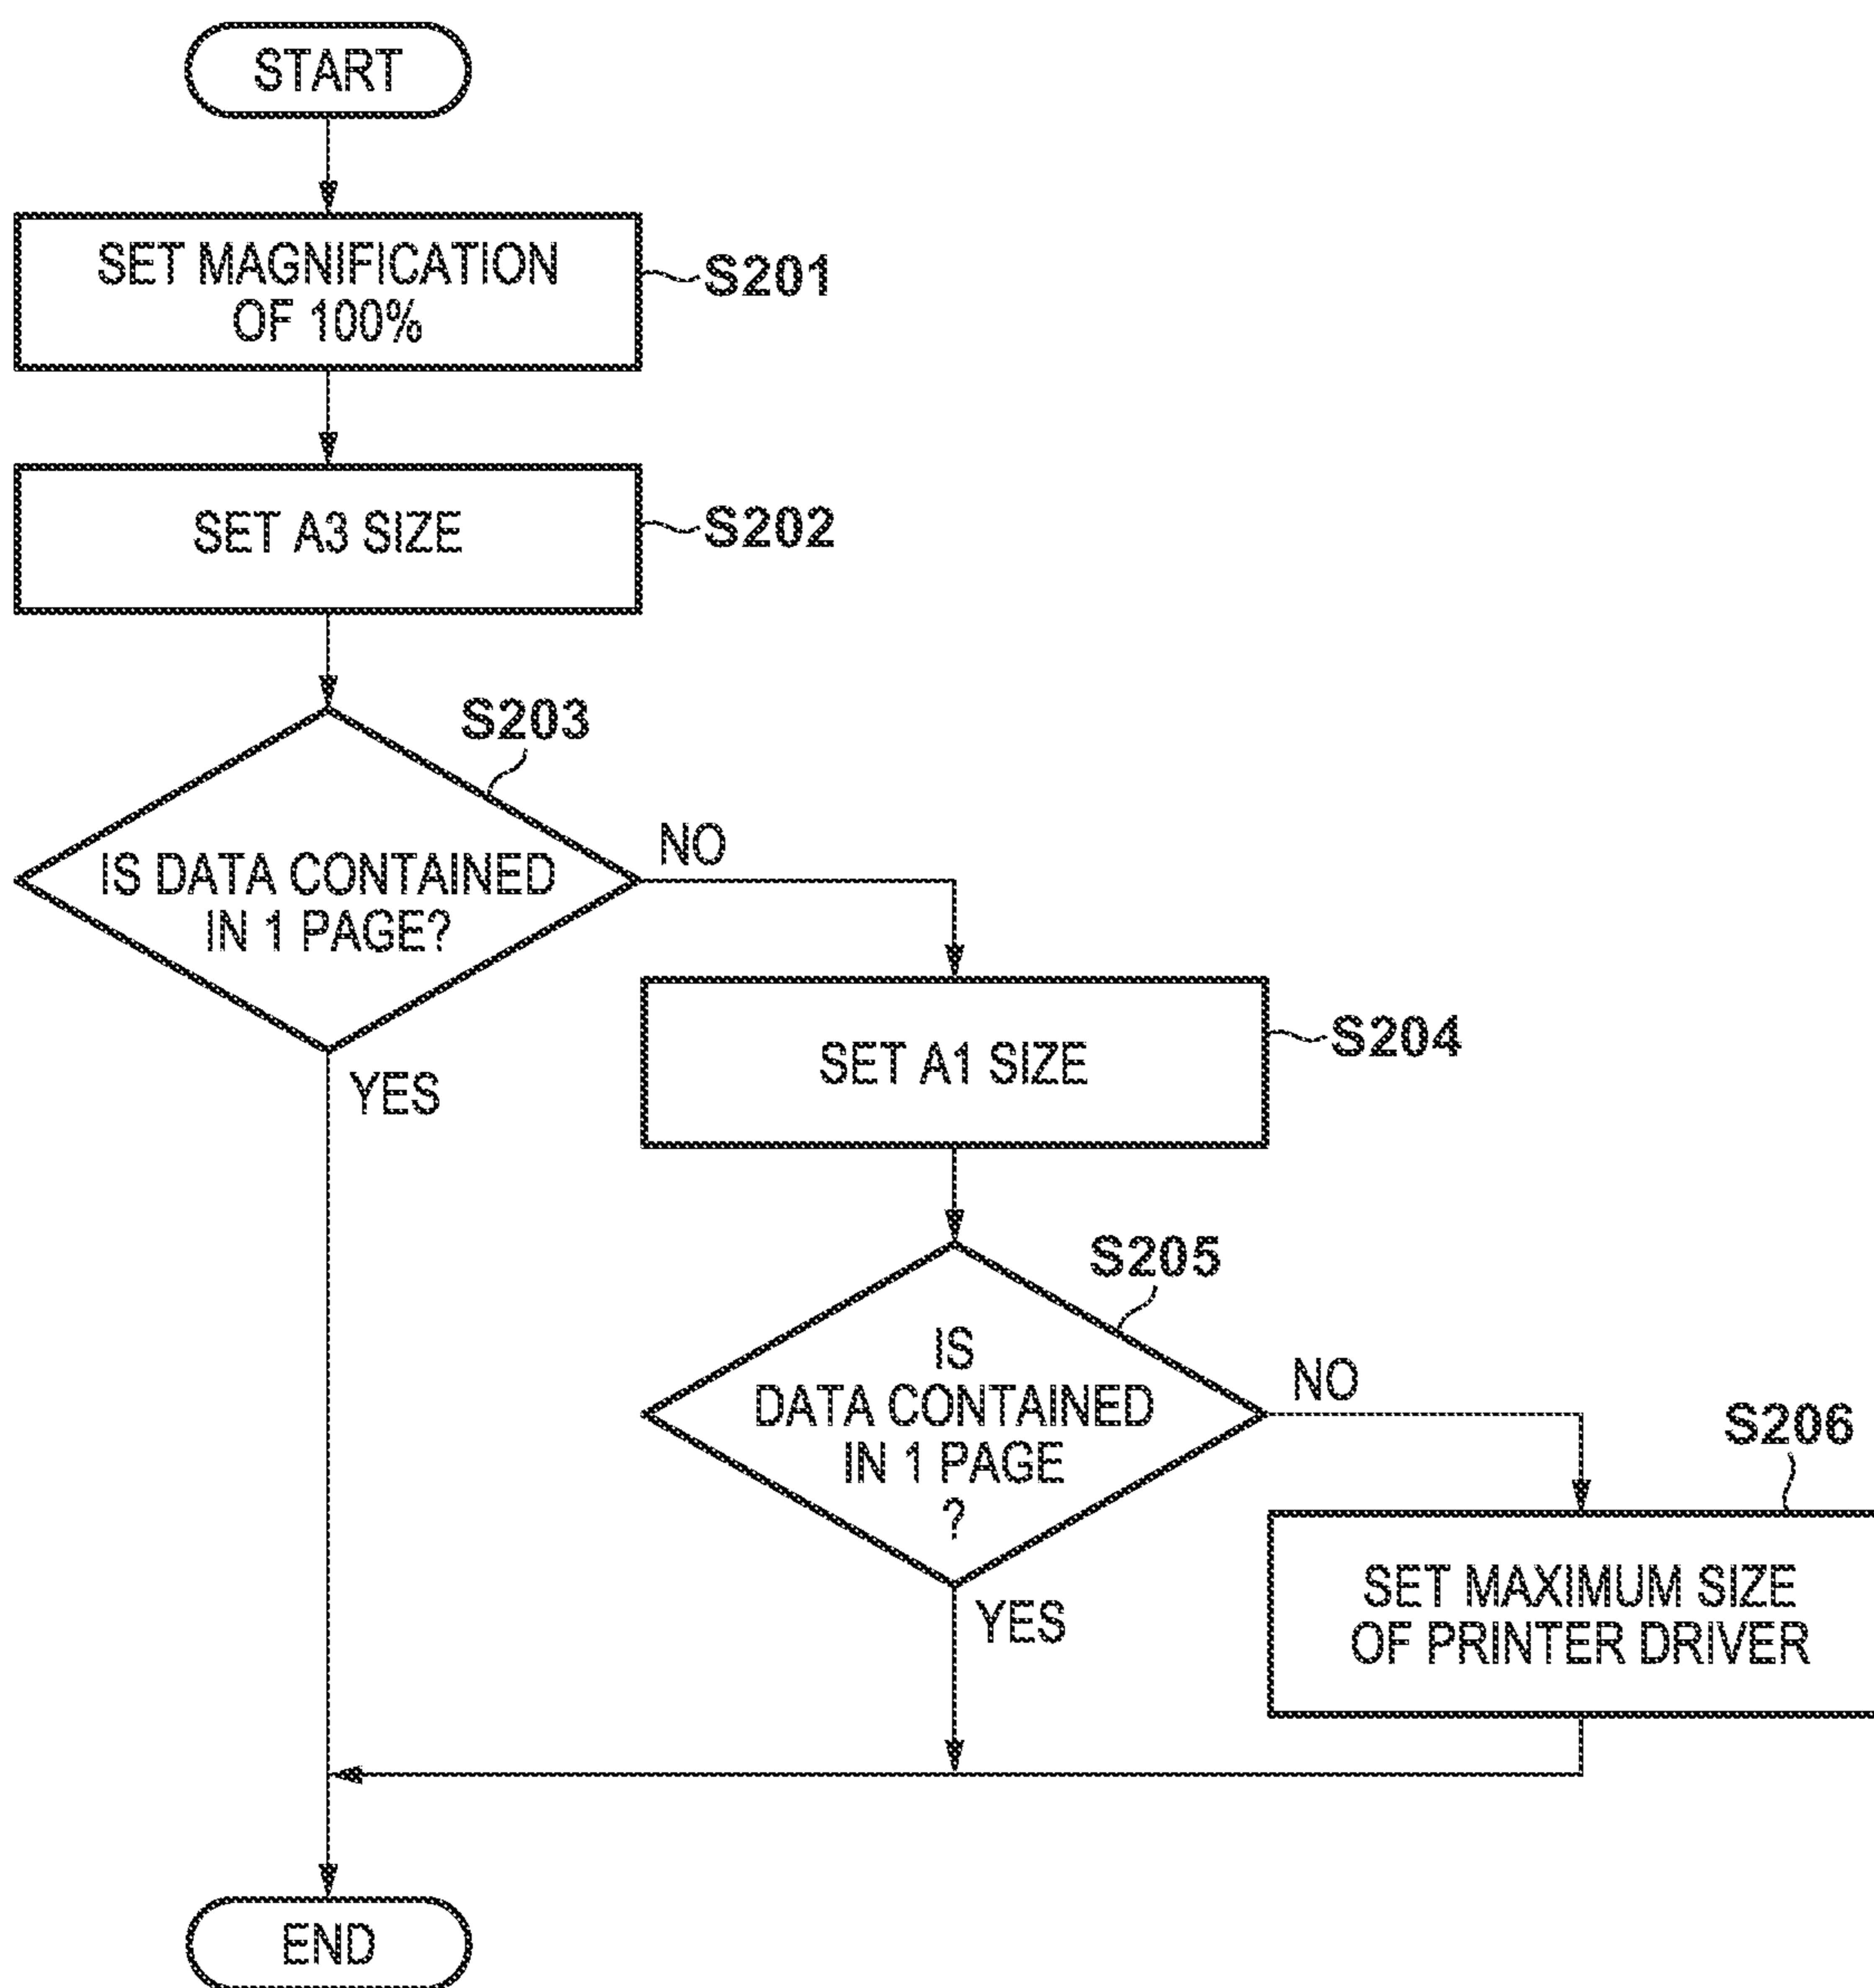 START
SET MAGNIFICATION
OF 100%
S201
SET A3 SIZE
S202
S203
IS DATA CONTAINED
IN 1 PAGE?
NO
YES
SET A1 SIZE
S204
S205
IS
DATA CONTAINED
IN 1 PAGE
?
NO
YES
S206
SET MAXIMUM SIZE
OF PRINTER DRIVER
END